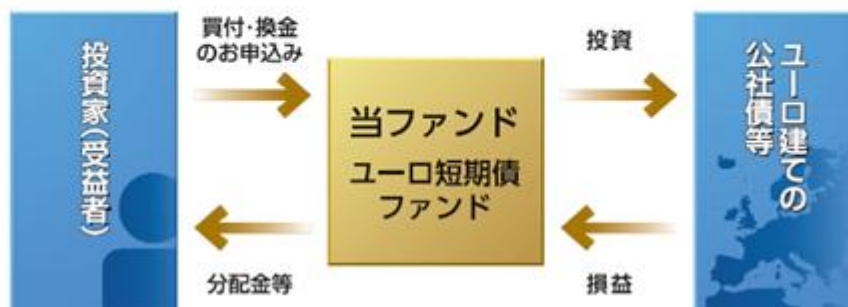 投資家(受益者)
買付・換金
のお申込み
分配金等
当ファンド
ユーロ短期債
ファンド
投資
損益
ユーロ建ての
公社債等